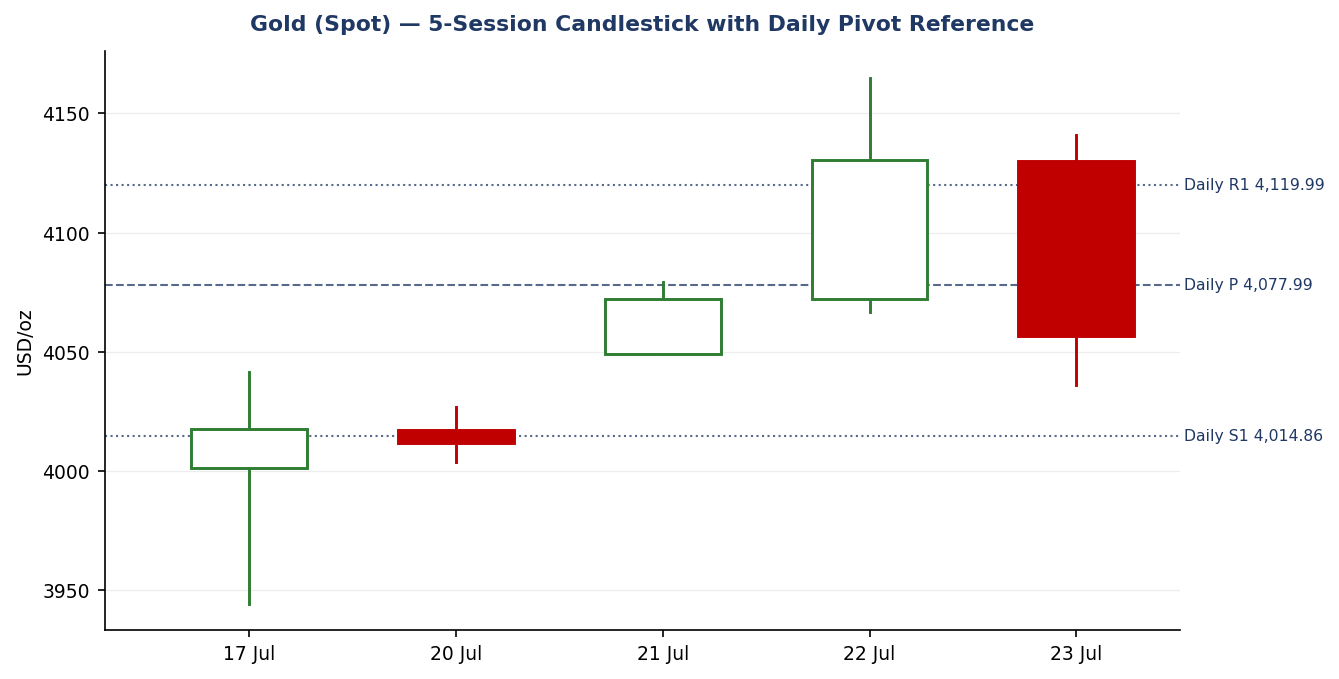 Gold (Spot) — 5-Session Candlestick with Daily Pivot Reference
USD/oz
4150
4100
4050
4000
3950
Daily R1 4,119.99
Daily P 4,077.99
Daily S1 4,014.86
17 Jul
20 Jul
21 Jul
22 Jul
23 Jul